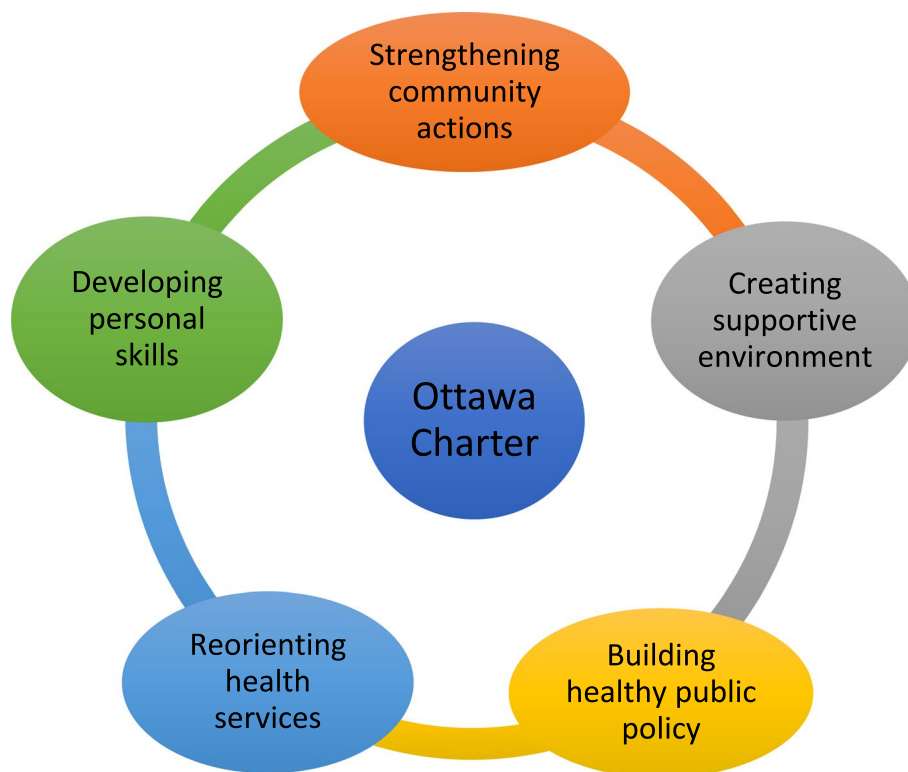 Strengthening
community
actions
Creating
supportive
environment
Building
healthy public
policy
Reorienting
health
services
Developing
personal
skills
Ottawa
Charter